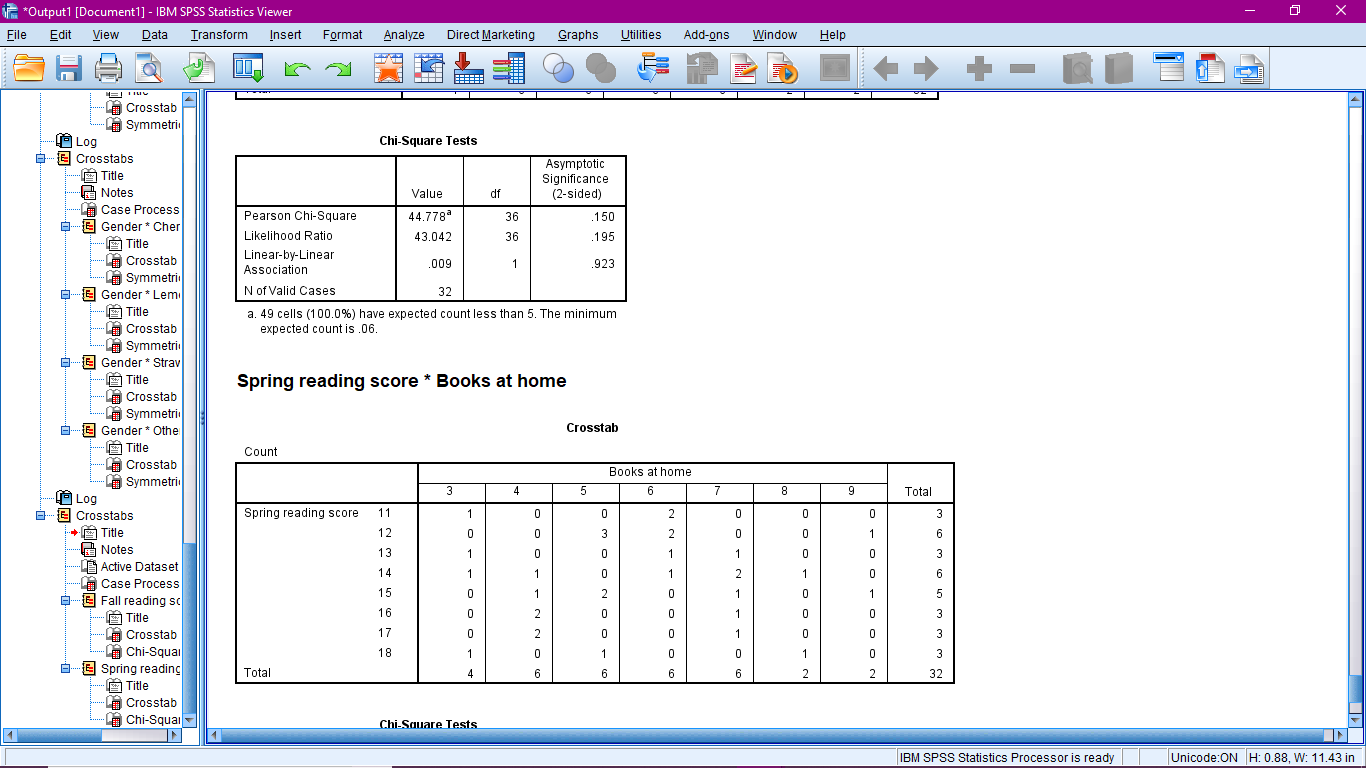 *Output1 [Document1] - IBM SPSS Statistics Viewer
File Edit View Data Transform Insert Format Analyze Direct Marketing Graphs Utilities Add-ons Window Help
Crosstab
Symmetri
Log
Crosstabs
Title
Notes
Case Process
Gender * Cher
Title
Crosstab
Symmetri
Gender * Lem
Title
Crosstab
Symmetri
Gender * Straw
Title
Crosstab
Symmetri
Gender * Othe
Title
Crosstab
Symmetri
Log
Crosstabs
Title
Notes
Active Dataset
Case Process
Fall reading sc
Title
Crosstab
Chi-Squar
Spring reading
Title
Crosstab
Chi-Squar
Chi-Square Tests
Value df Asymptotic Significance (2-sided)
Pearson Chi-Square 44.778a 36 .150
Likelihood Ratio 43.042 36 .195
Linear-by-Linear Association .009 1 .923
N of Valid Cases 32
a. 49 cells (100.0%) have expected count less than 5. The minimum
expected count is .06.
Spring reading score * Books at home
Crosstab
Count
Books at home
3 4 5 6 7 8 9 Total
Spring reading score 11 1 0 0 2 0 0 0 3
12 0 0 3 2 0 0 1 6
13 1 0 0 1 1 0 0 3
14 1 1 0 1 2 1 0 6
15 0 1 2 0 1 0 1 5
16 0 2 0 0 1 0 0 3
17 0 2 0 0 1 0 0 3
18 1 0 1 0 0 1 0 3
Total 4 6 6 6 6 2 2 32
Chi-Square Tests
IBM SPSS Statistics Processor is ready Unicode:ON H: 0.88, W: 11.43 in